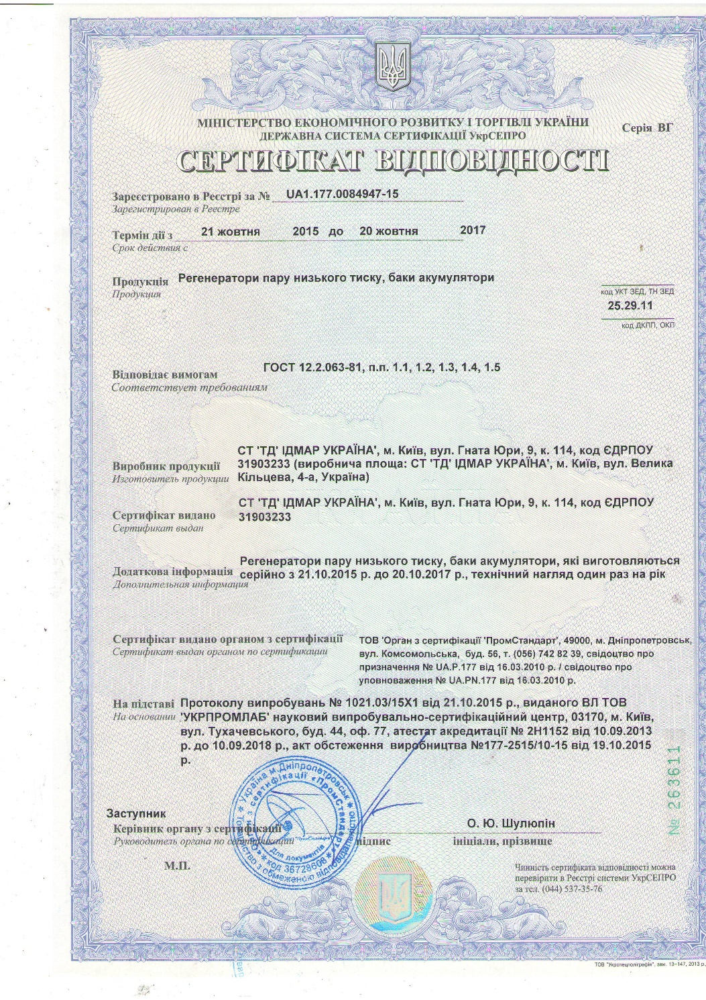 МІНІСТЕРСТВО ЕКОНОМІЧНОГО РОЗВИТКУ І ТОРГІВЛІ УКРАЇНИ
ДЕРЖАВНА СИСТЕМА СЕРТИФІКАЦІЇ УкрСЕПРО
Серія ВГ
СЕРТИФІКАТ ВІДПОВІДНОСТІ
Зареєстровано в Реєстрі за № UA1.177.0084947-15
Зарегистрирован в Реестре
Термін дії з 21 жовтня 2015 до 20 жовтня 2017
Срок действия с
Продукція Регенератори пару низького тиску, баки акумулятори
Продукция
код УКТ ЗЕД, ТН ЗЕД
25.29.11
код ДКПП, ОКП
Відповідає вимогам ГОСТ 12.2.063-81, п.п. 1.1, 1.2, 1.3, 1.4, 1.5
Соответствует требованиям
СТ 'ТД' ІДМАР УКРАЇНА', м. Київ, вул. Гната Юри, 9, к. 114, код ЄДРПОУ
Виробник продукції 31903233 (виробнича площа: СТ 'ТД' ІДМАР УКРАЇНА', м. Київ, вул. Велика
Изготовитель продукции Кільцева, 4-а, Україна)
СТ 'ТД' ІДМАР УКРАЇНА', м. Київ, вул. Гната Юри, 9, к. 114, код ЄДРПОУ
Сертифікат видано 31903233
Сертификат выдан
Регенератори пару низького тиску, баки акумулятори, які виготовляються
Додаткова інформація серійно з 21.10.2015 р. до 20.10.2017 р., технічний нагляд один раз на рік
Дополнительная информация
Сертифікат видано органом з сертифікації ТОВ 'Орган з сертифікації 'ПромСтандарт', 49000, м. Дніпропетровськ,
Сертификат выдан органом по сертификации вул. Комсомольська, буд. 56, т. (056) 742 82 39, свідоцтво про
призначення № UA.P.177 від 16.03.2010 р. / свідоцтво про
уповноваження № UA.PN.177 від 16.03.2010 р.
На підставі Протоколу випробувань № 1021.03/15Х1 від 21.10.2015 р., виданого ВЛ ТОВ
На основании 'УКРПРОМЛАБ' науковий випробувально-сертифікаційний центр, 03170, м. Київ,
вул. Тухачевського, буд. 44, оф. 77, атестат акредитації № 2Н1152 від 10.09.2013
р. до 10.09.2018 р., акт обстеження виробництва №177-2515/10-15 від 19.10.2015
р.
№ 263611
Україна м.Дніпропетровськ * Товариство з обмеженою відповідальністю *
Орган з сертифікації «ПромСтандарт» * код 36728608 *
Для документів
Заступник
Керівник органу з сертифікації О. Ю. Шулюпін
Руководитель органа по сертификации підпис ініціали, прізвище
М.П.
Чинність сертифіката відповідності можна
перевірити в Реєстрі системи УкрСЕПРО
за тел. (044) 537-35-76
ТОВ "Укрспецполіграфія", зам. 13-147, 2013 р.,